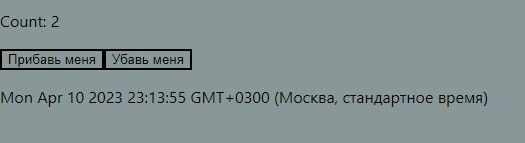 Count: 2
Прибавь меня Убавь меня
Mon Apr 10 2023 23:13:55 GMT+0300 (Москва, стандартное время)